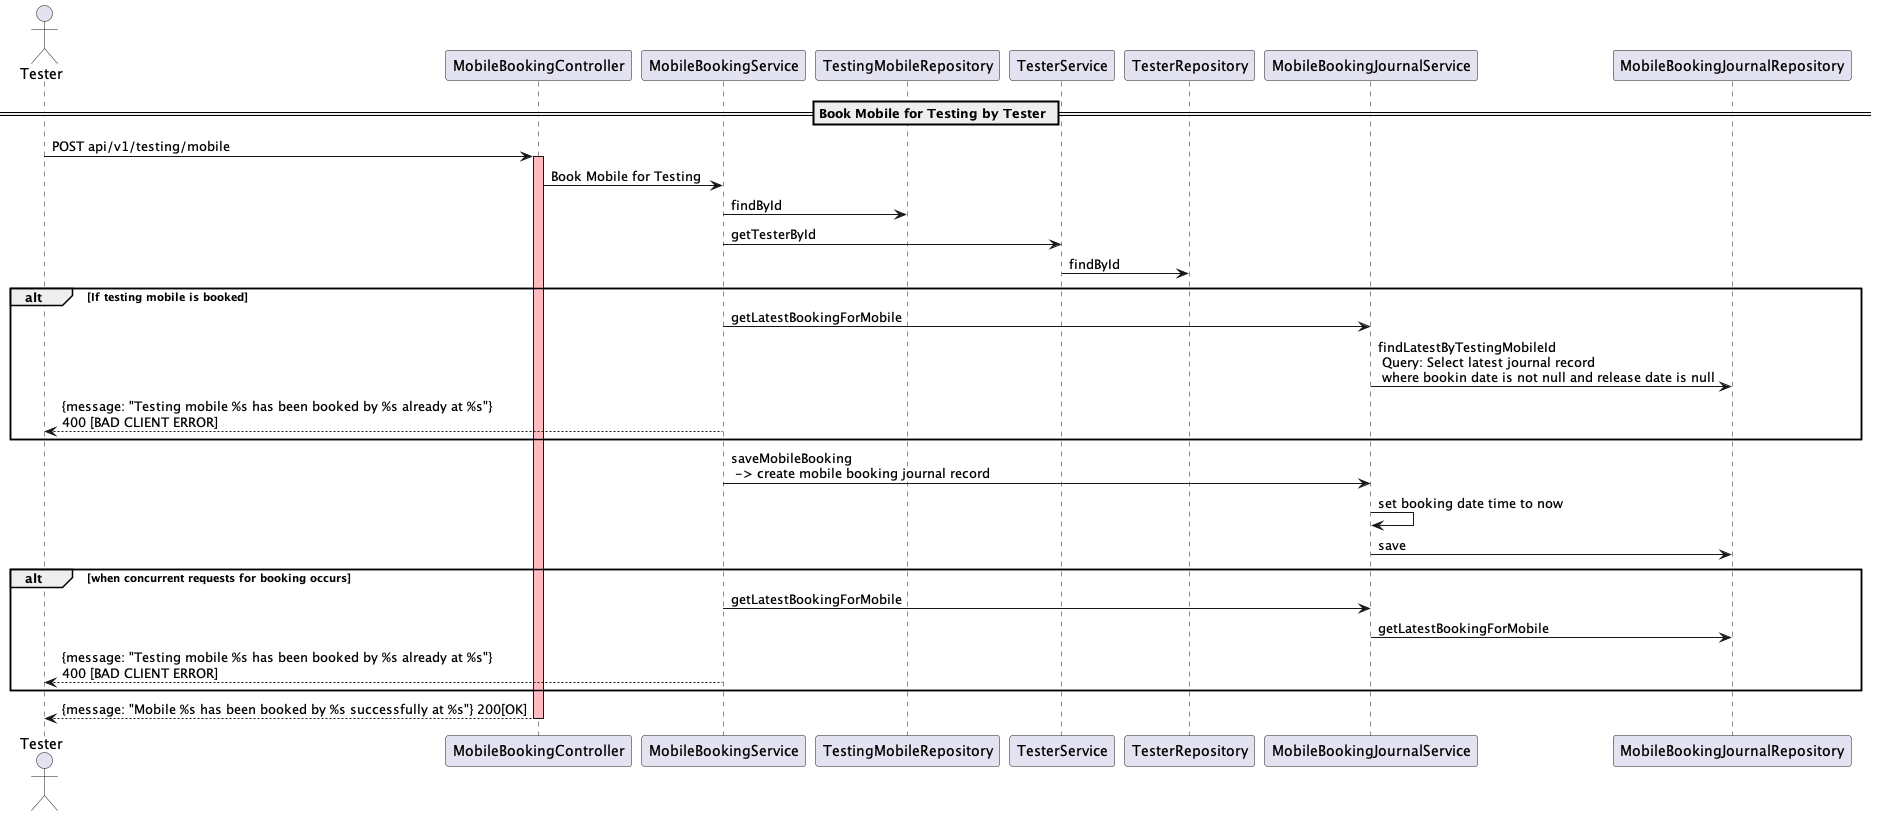 Tester
MobileBookingController
MobileBookingService
TestingMobileRepository
TesterService
TesterRepository
MobileBookingJournalService
MobileBookingJournalRepository
Book Mobile for Testing by Tester
POST api/v1/testing/mobile
Book Mobile for Testing
findById
getTesterById
findById
alt [If testing mobile is booked]
getLatestBookingForMobile
findLatestByTestingMobileId
Query: Select latest journal record
where bookin date is not null and release date is null
{message: "Testing mobile %s has been booked by %s already at %s"}
400 [BAD CLIENT ERROR]
saveMobileBooking
-> create mobile booking journal record
set booking date time to now
save
alt [when concurrent requests for booking occurs]
getLatestBookingForMobile
getLatestBookingForMobile
{message: "Testing mobile %s has been booked by %s already at %s"}
400 [BAD CLIENT ERROR]
{message: "Mobile %s has been booked by %s successfully at %s"} 200[OK]
Tester
MobileBookingController
MobileBookingService
TestingMobileRepository
TesterService
TesterRepository
MobileBookingJournalService
MobileBookingJournalRepository